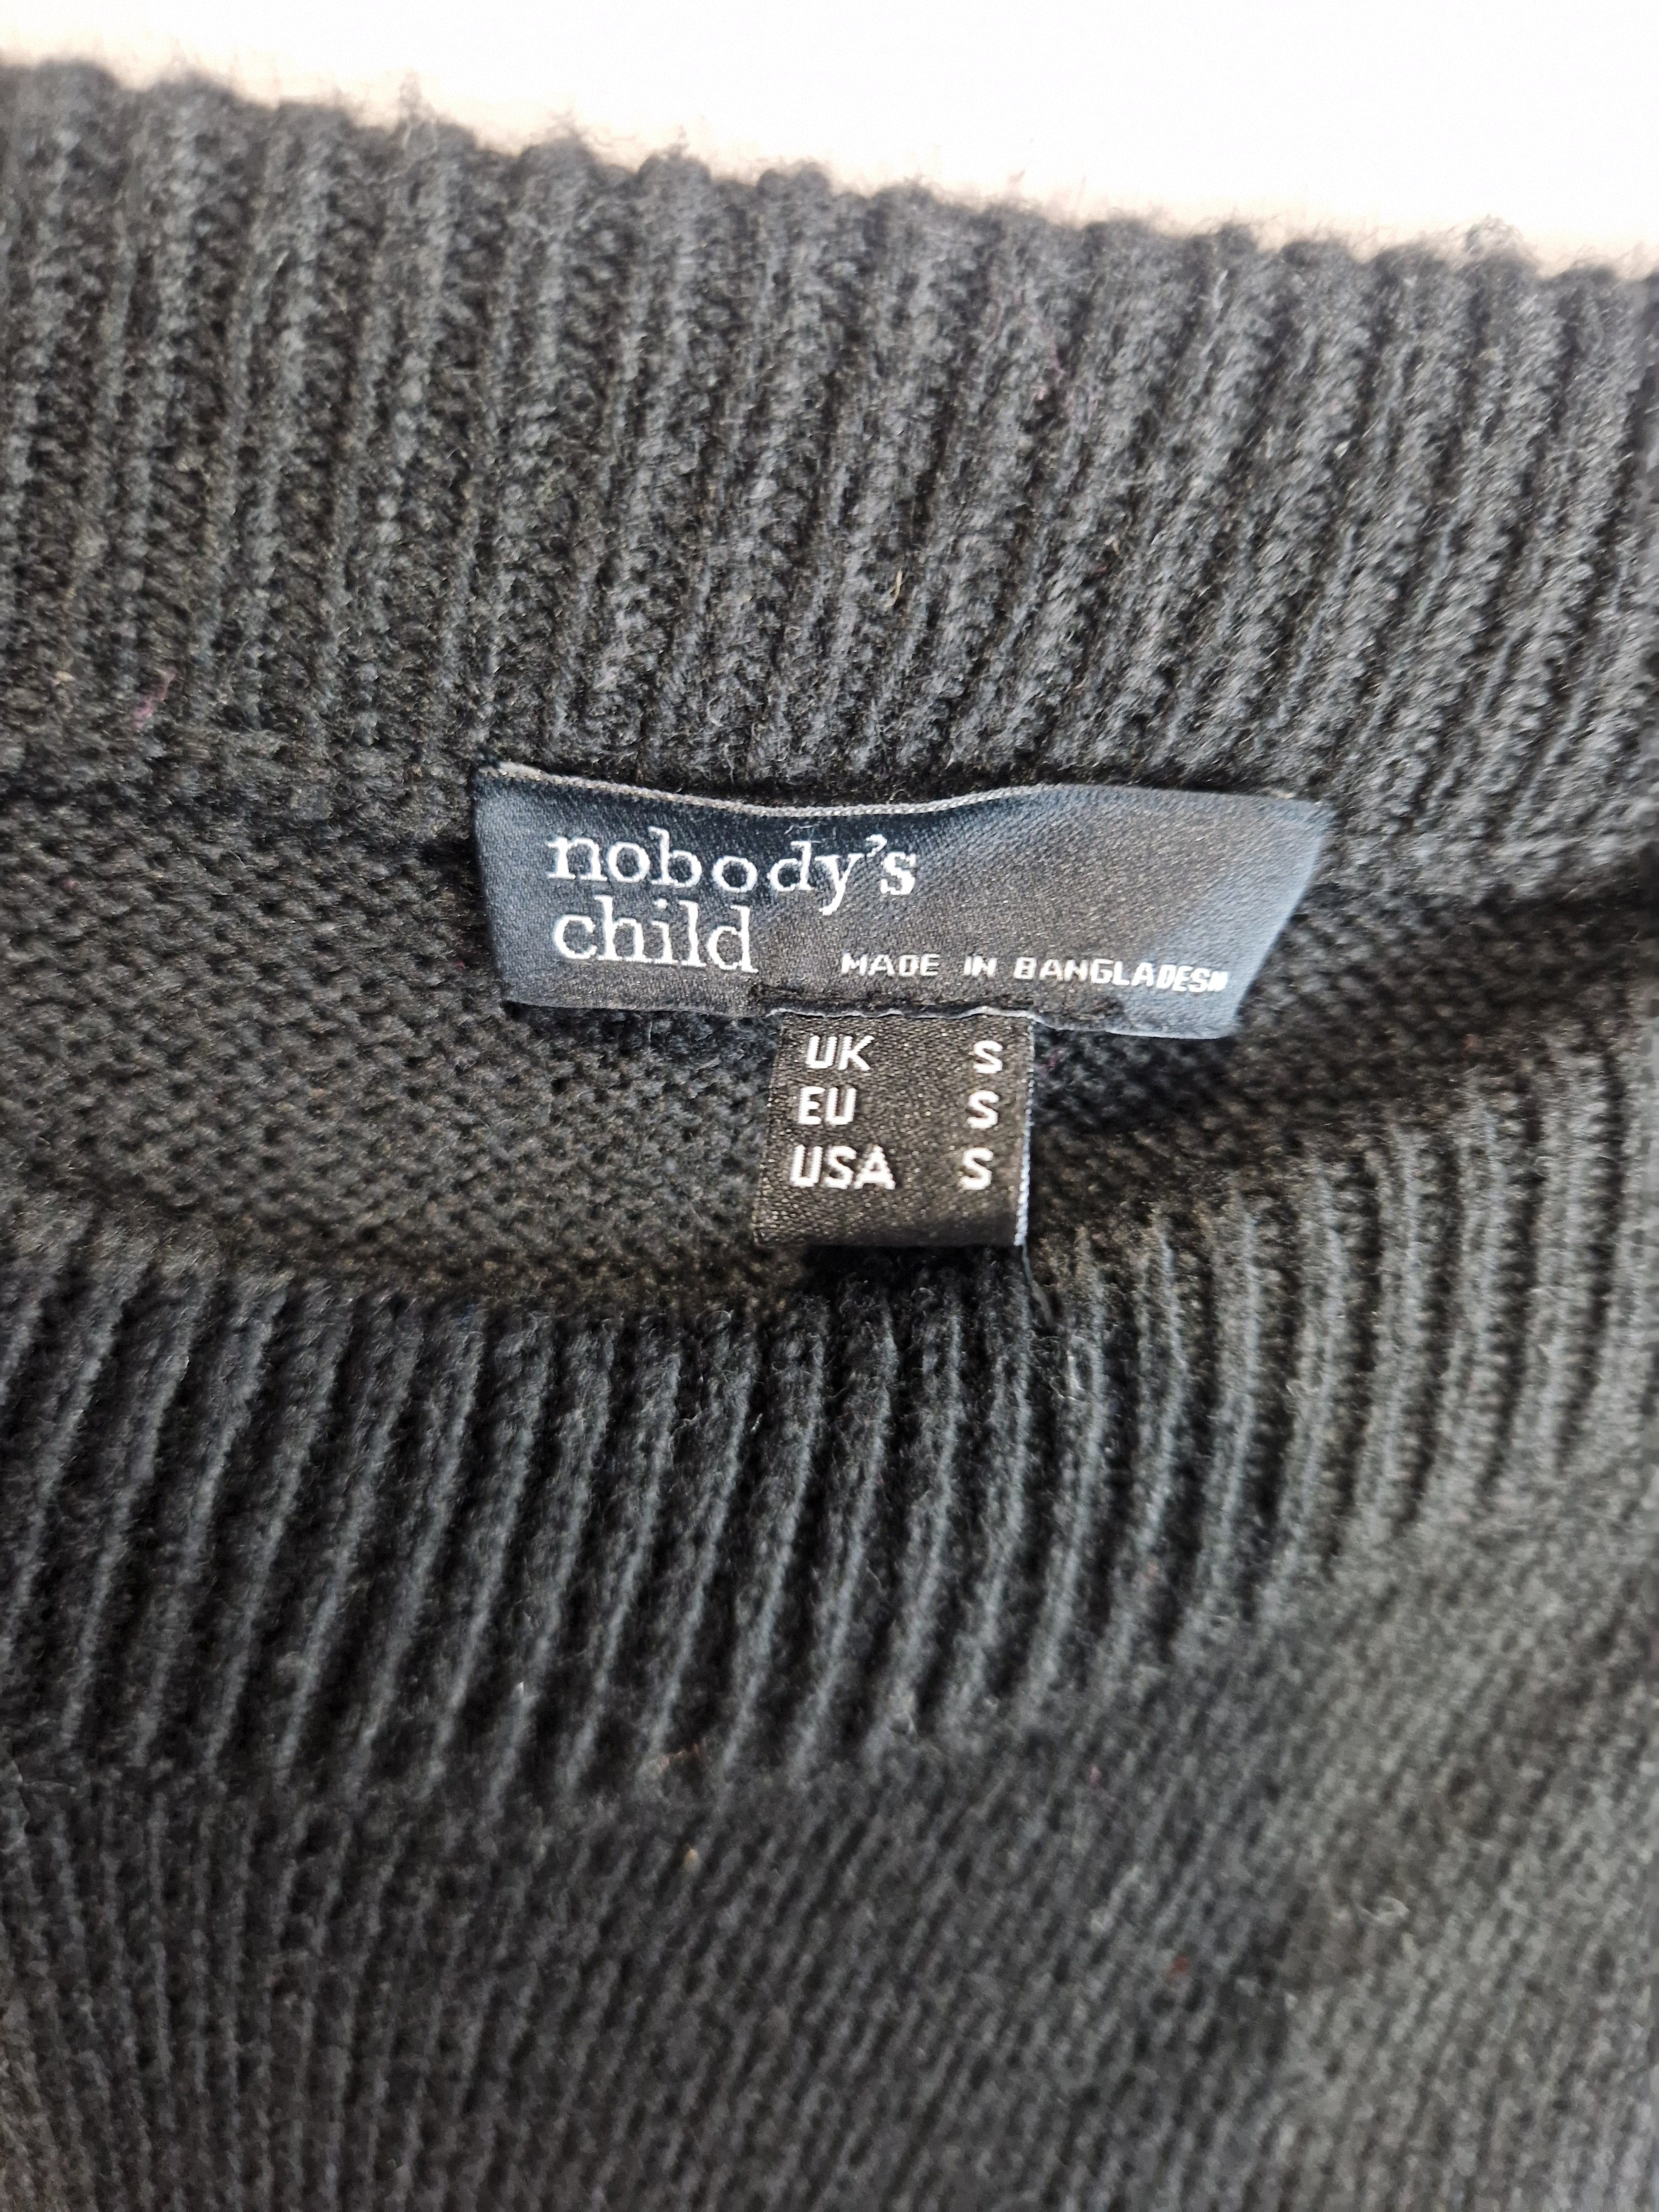 nobody's
child
MADE IN BANGLADESH
UK S
EU S
USA S